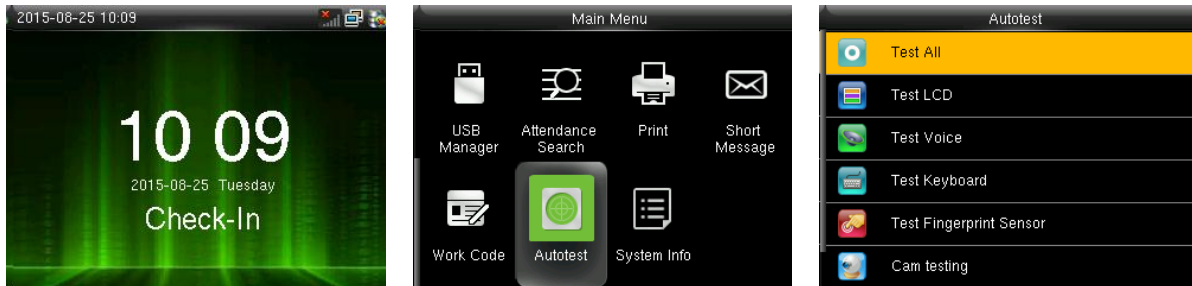 2015-08-25 10:09
10 09
2015-08-25 Tuesday
Check-In
Main Menu
USB Manager
Attendance Search
Print
Short Message
Work Code
Autotest
System Info
Autotest
Test All
Test LCD
Test Voice
Test Keyboard
Test Fingerprint Sensor
Cam testing